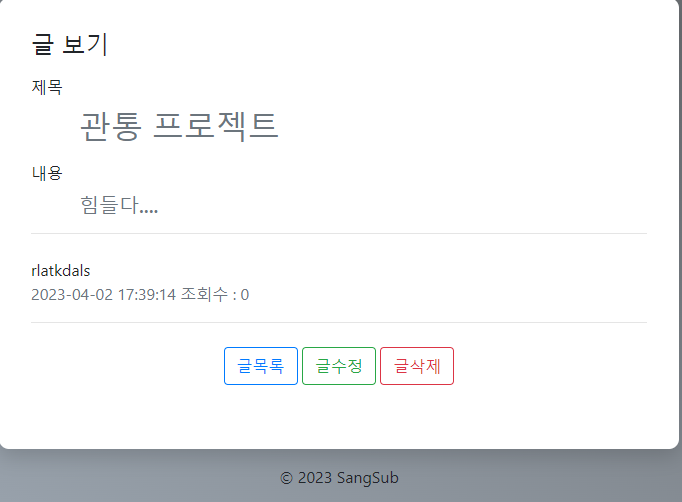 글 보기
제목
관통 프로젝트
내용
힘들다....
rlatkdals
2023-04-02 17:39:14 조회수 : 0
글목록 글수정 글삭제
© 2023 SangSub